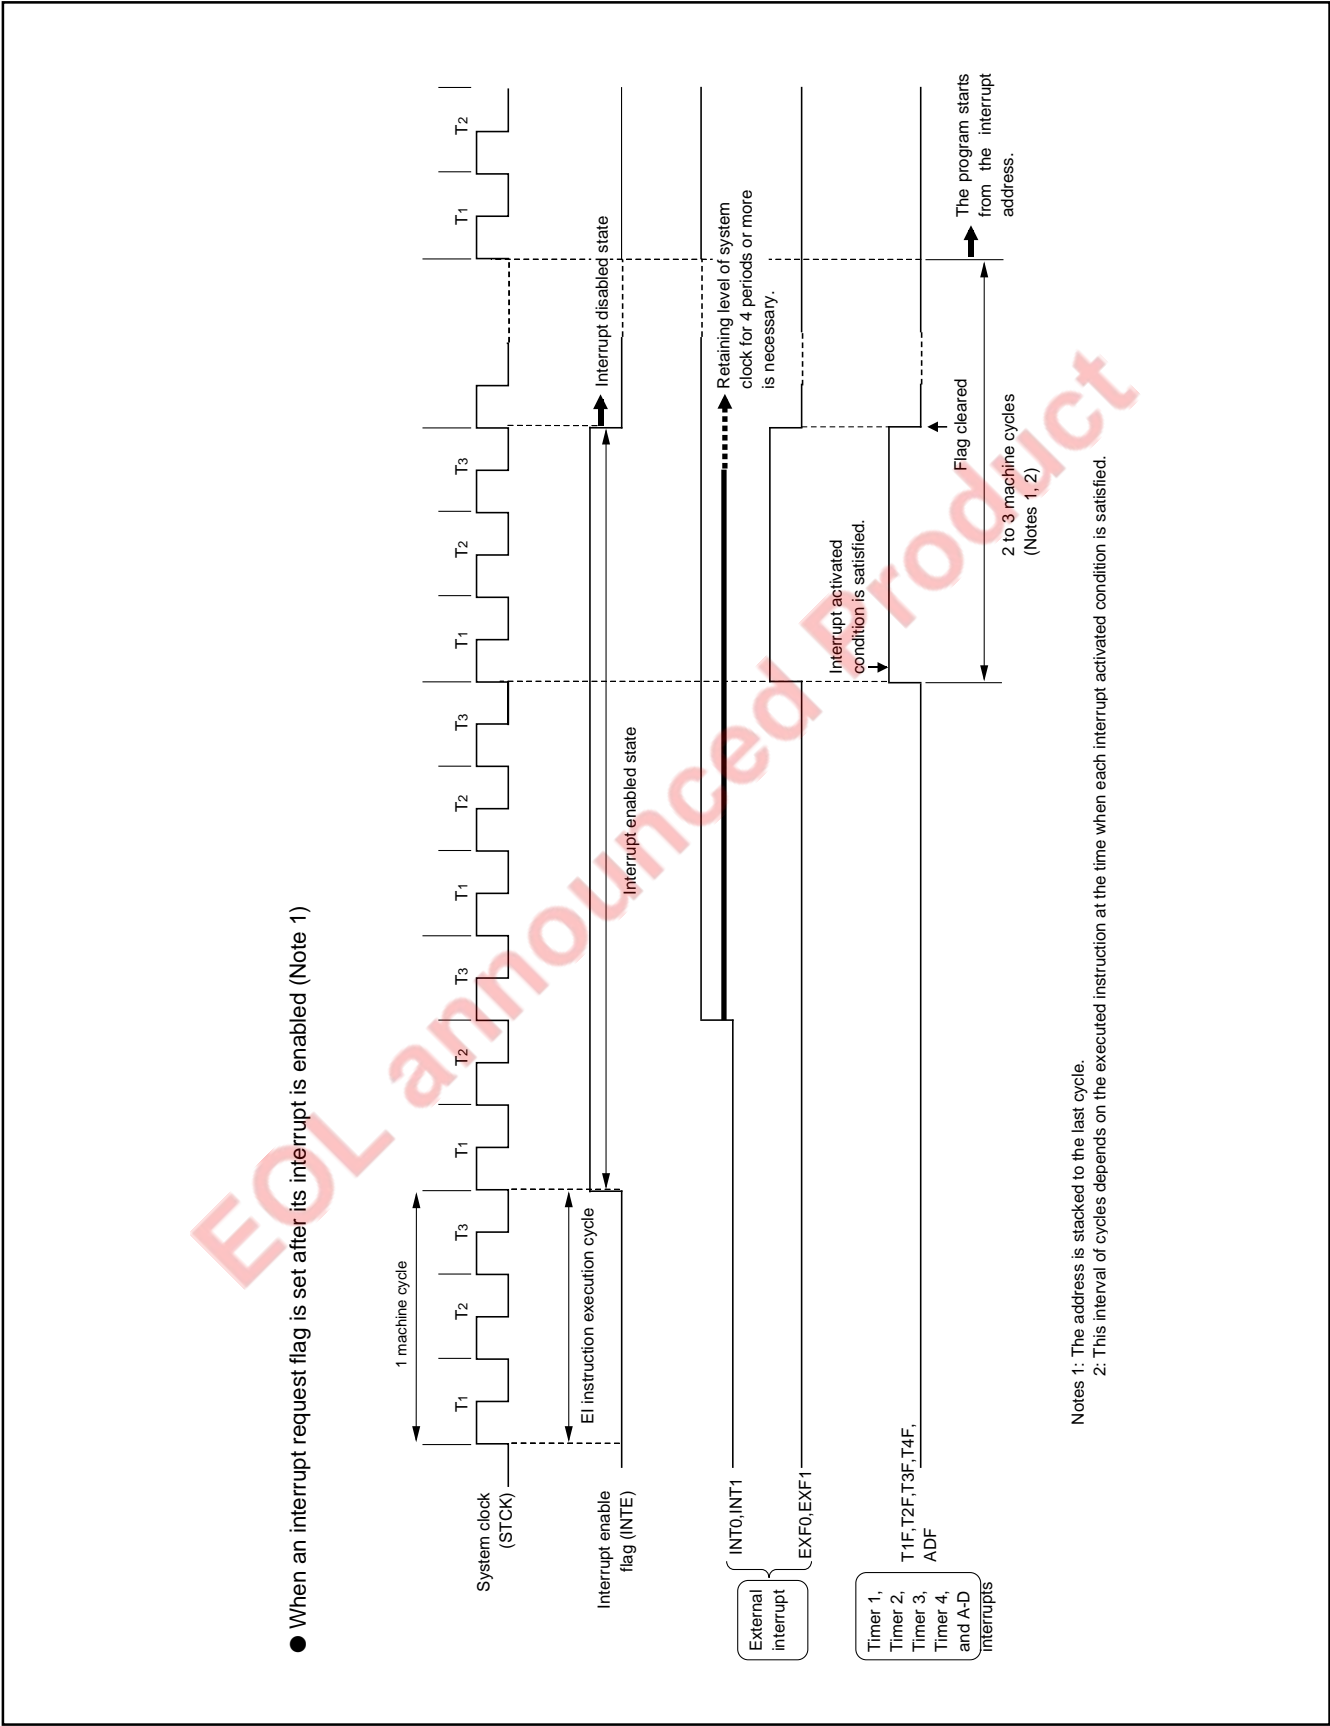 ● When an interrupt request flag is set after its interrupt is enabled (Note 1)
1 machine cycle
T1 T2 T3 T1 T2 T3 T1 T2 T3 T1 T2 T3 T1 T2
System clock
(STCK)
EI instruction execution cycle
Interrupt enable
flag (INTE)
Interrupt enabled state
Interrupt disabled state
External
interrupt
INT0,INT1
EXF0,EXF1
Retaining level of system
clock for 4 periods or more
is necessary.
Interrupt activated
condition is satisfied.
Timer 1,
Timer 2,
Timer 3,
Timer 4,
and A-D
interrupts
T1F,T2F,T3F,T4F,
ADF
Flag cleared
2 to 3 machine cycles
(Notes 1, 2)
The program starts
from the interrupt
address.
Notes 1: The address is stacked to the last cycle.
2: This interval of cycles depends on the executed instruction at the time when each interrupt activated condition is satisfied.
EOL announced Product